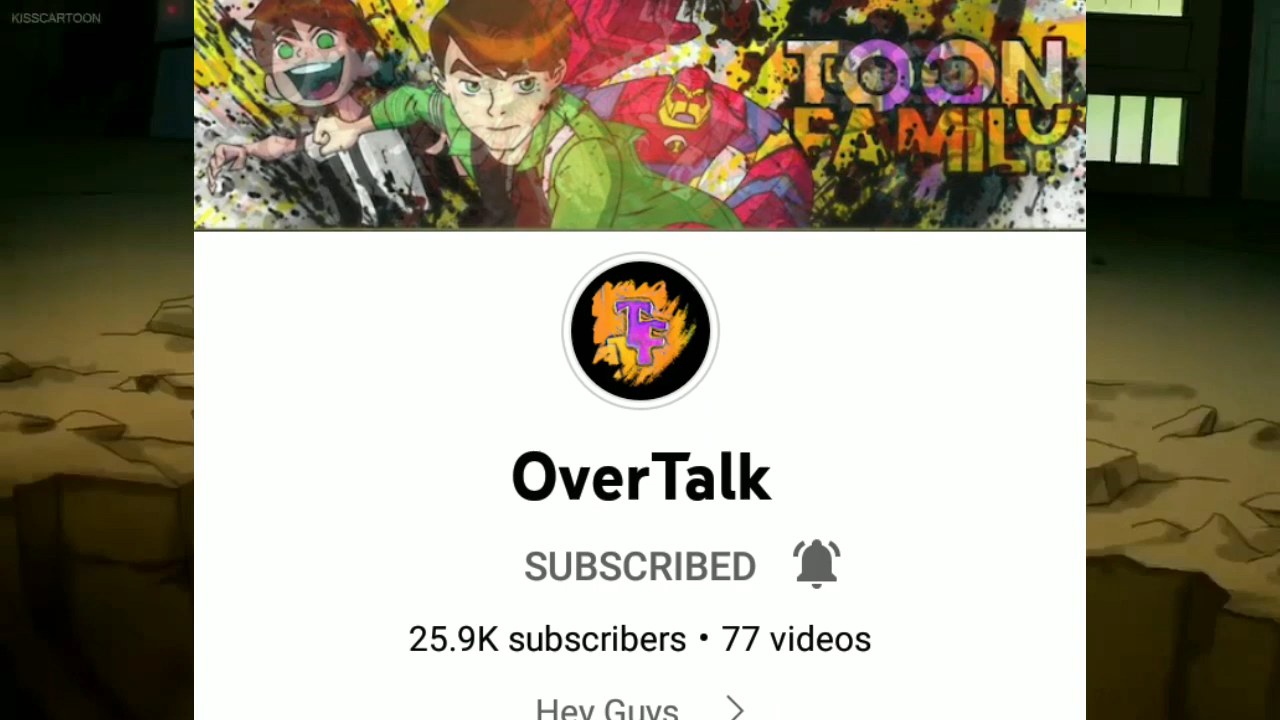 KISSCARTOON
TOON
FAMILY
TF
OverTalk
SUBSCRIBED
25.9K subscribers • 77 videos
Hey Guys